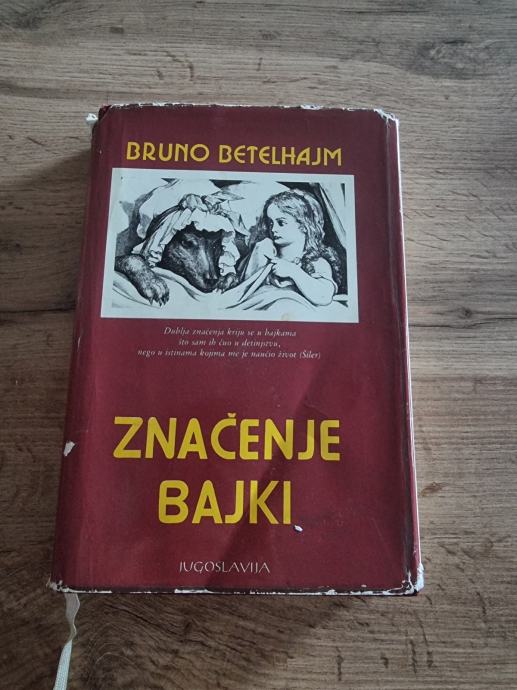 BRUNO BETELHAJM
Dublja značenja kriju se u bajkama
što sam ih čuo u detinjstvu,
nego u istinama kojima me je naučio život (Šiler)
ZNAČENJE
BAJKI
JUGOSLAVIJA